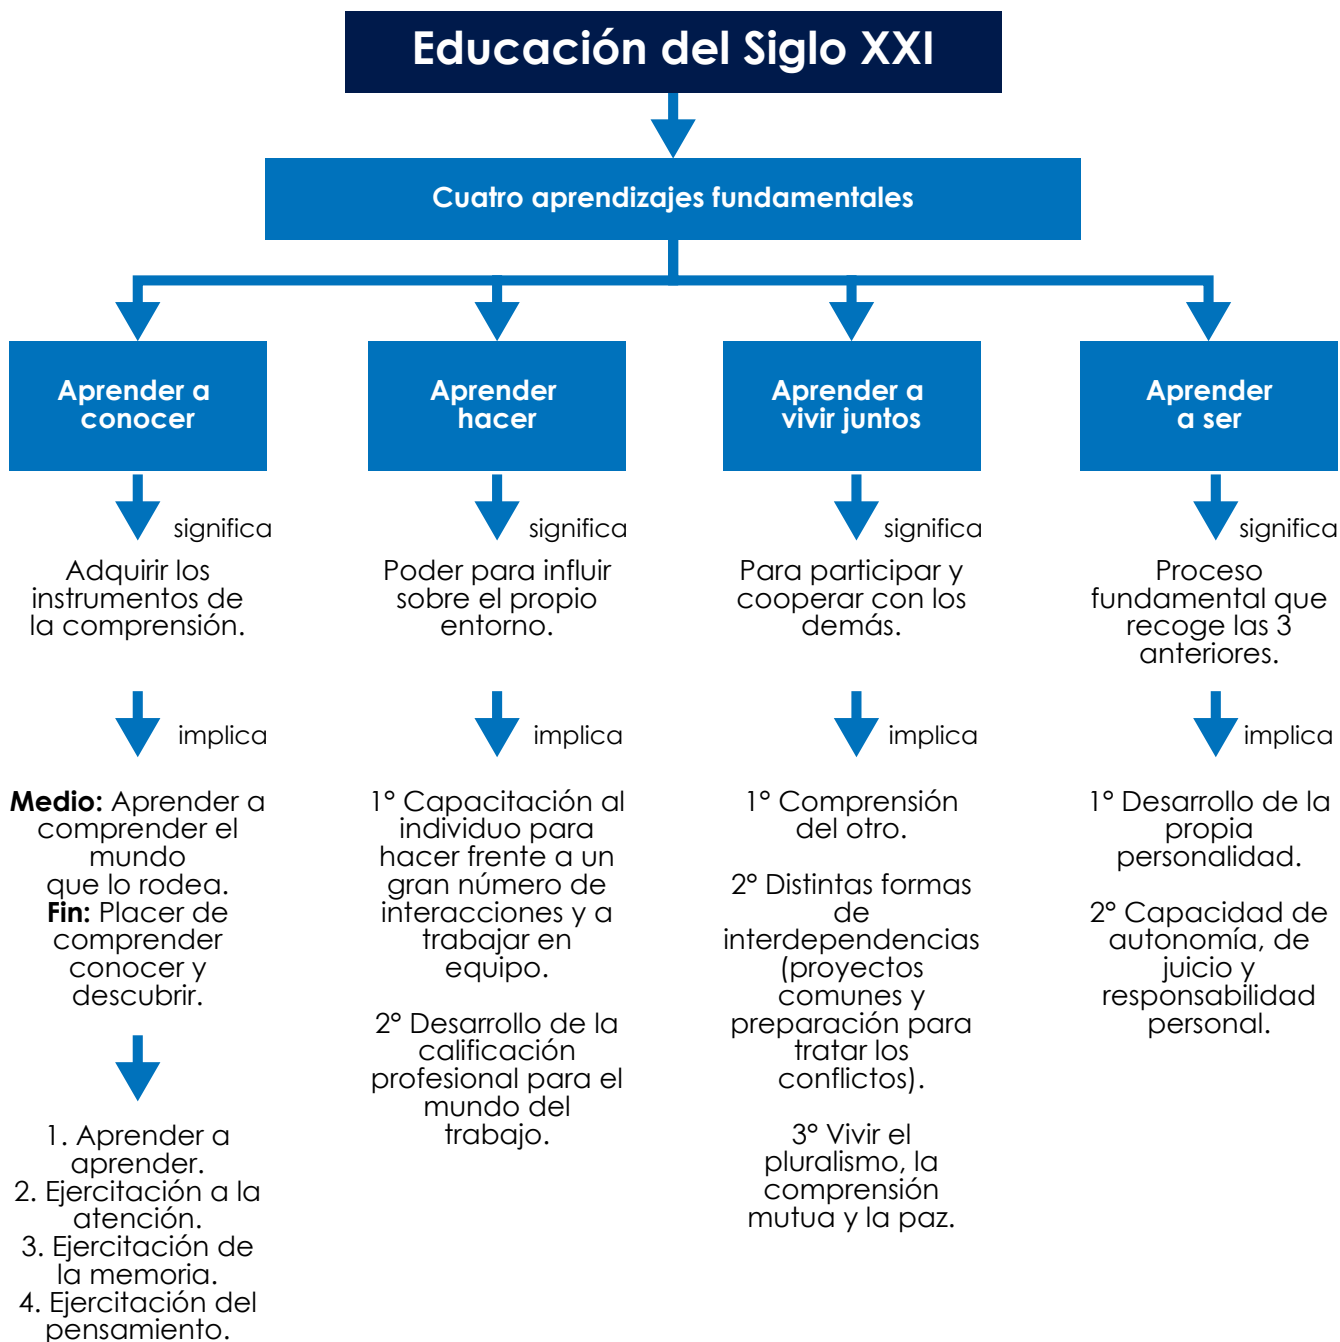 Educación del Siglo XXI
Cuatro aprendizajes fundamentales
Aprender a
conocer
significa
Adquirir los
instrumentos de
la comprensión.
implica
Medio: Aprender a
comprender el
mundo
que lo rodea.
Fin: Placer de
comprender
conocer y
descubrir.
1. Aprender a
aprender.
2. Ejercitación a la
atención.
3. Ejercitación de
la memoria.
4. Ejercitación del
pensamiento.
Aprender
hacer
significa
Poder para influir
sobre el propio
entorno.
implica
1° Capacitación al
individuo para
hacer frente a un
gran número de
interacciones y a
trabajar en
equipo.
2° Desarrollo de la
calificación
profesional para el
mundo del
trabajo.
Aprender a
vivir juntos
significa
Para participar y
cooperar con los
demás.
implica
1° Comprensión
del otro.
2° Distintas formas
de
interdependencias
(proyectos
comunes y
preparación para
tratar los
conflictos).
3° Vivir el
pluralismo, la
comprensión
mutua y la paz.
Aprender
a ser
significa
Proceso
fundamental que
recoge las 3
anteriores.
implica
1° Desarrollo de la
propia
personalidad.
2° Capacidad de
autonomía, de
juicio y
responsabilidad
personal.